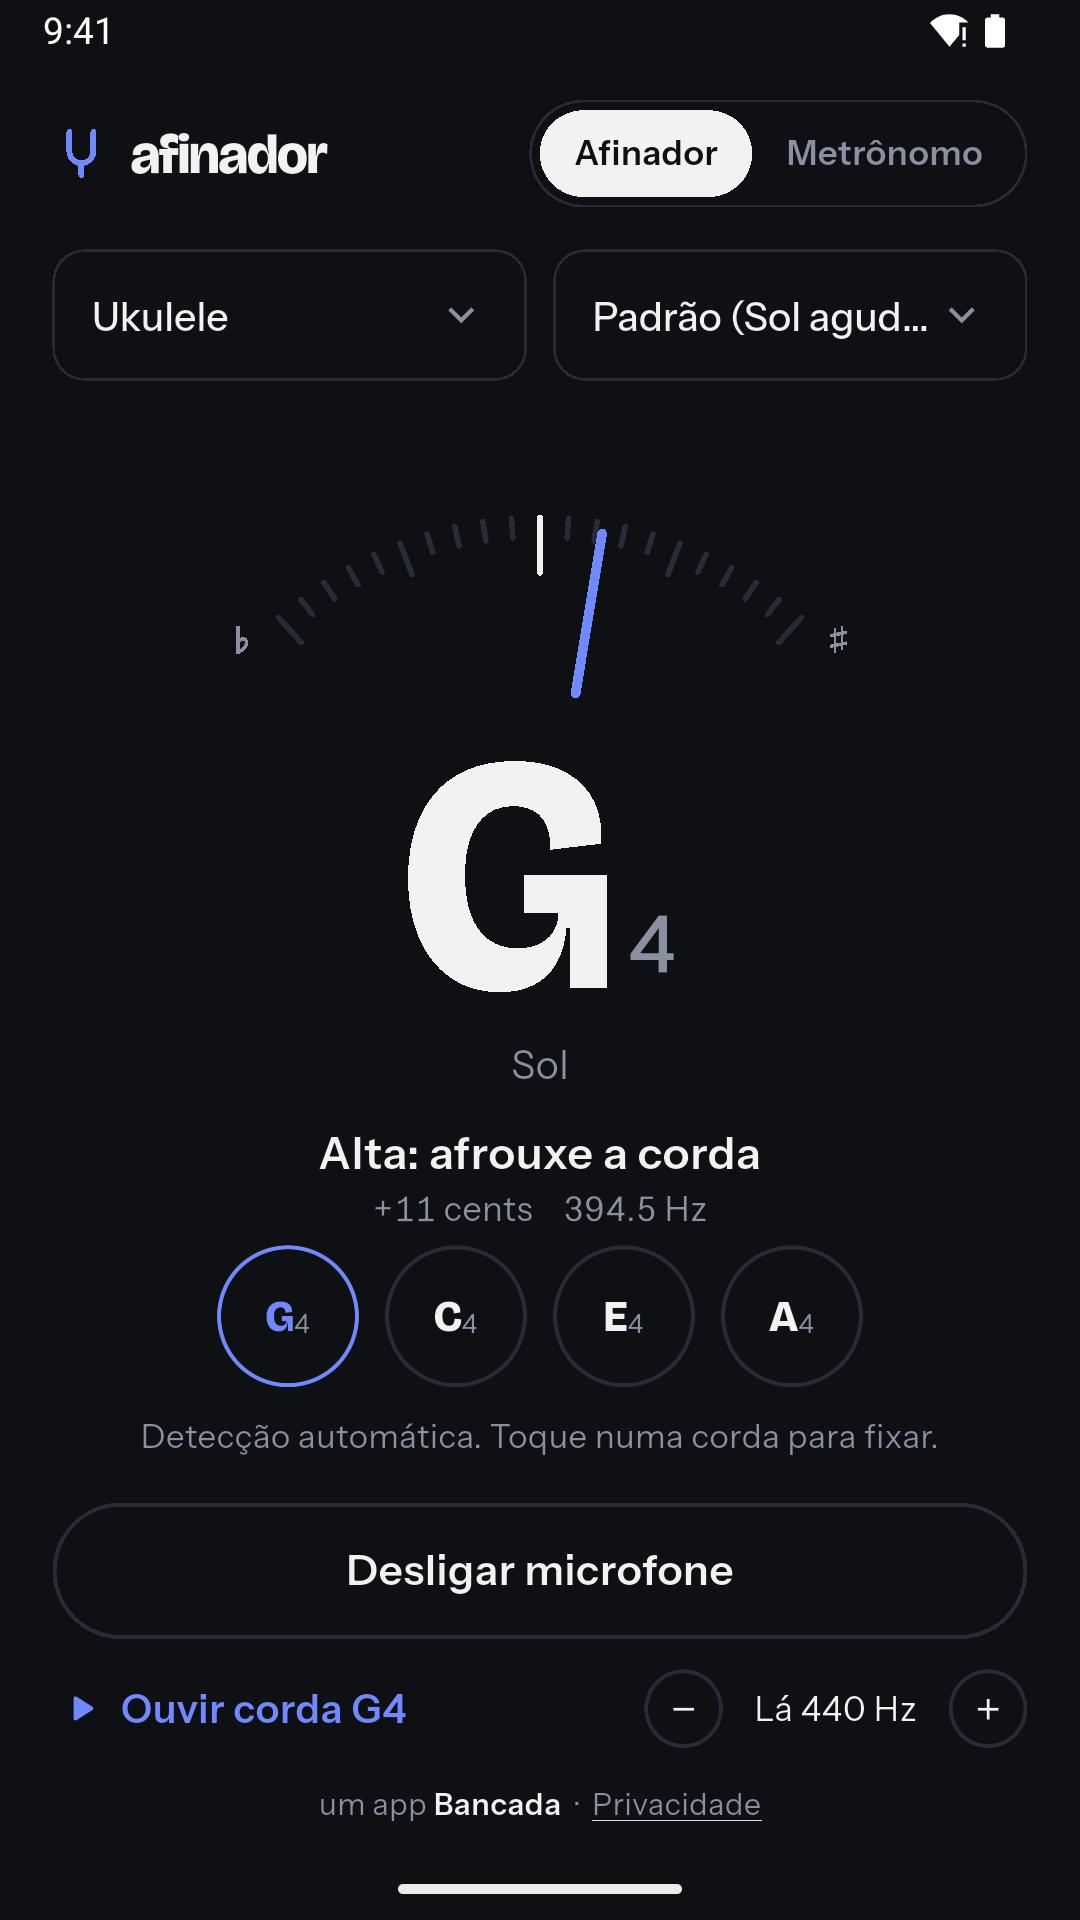 9:41
afinador
Afinador
Metrônomo
Ukulele
Padrão (Sol agud...
♭
♯
G4
Sol
Alta: afrouxe a corda
+11 cents 394.5 Hz
G4
C4
E4
A4
Detecção automática. Toque numa corda para fixar.
Desligar microfone
Ouvir corda G4
− Lá 440 Hz +
um app Bancada · Privacidade